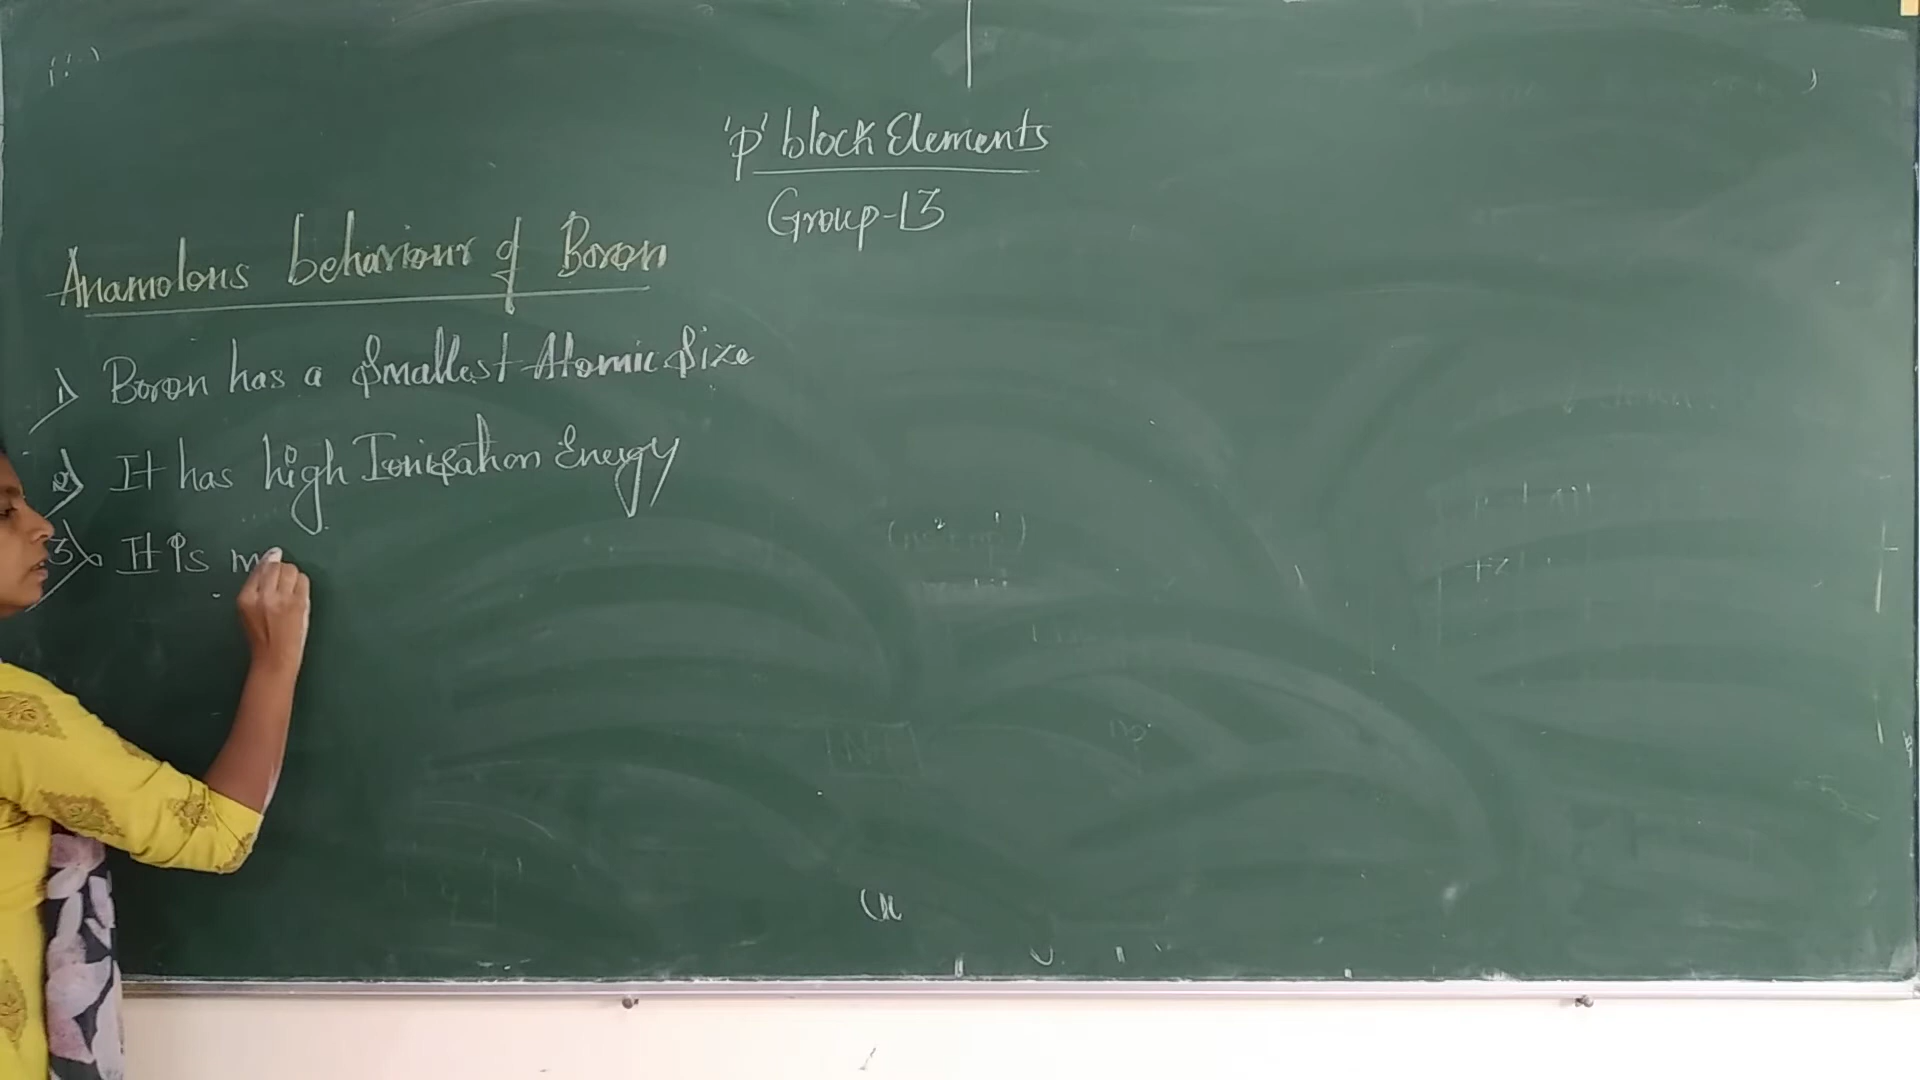 'p' block Elements
Group-13
Anamolous behaviour of Boron
1) Boron has a Smallest Atomic Size
2) It has high Ionisation Energy
3) It is m